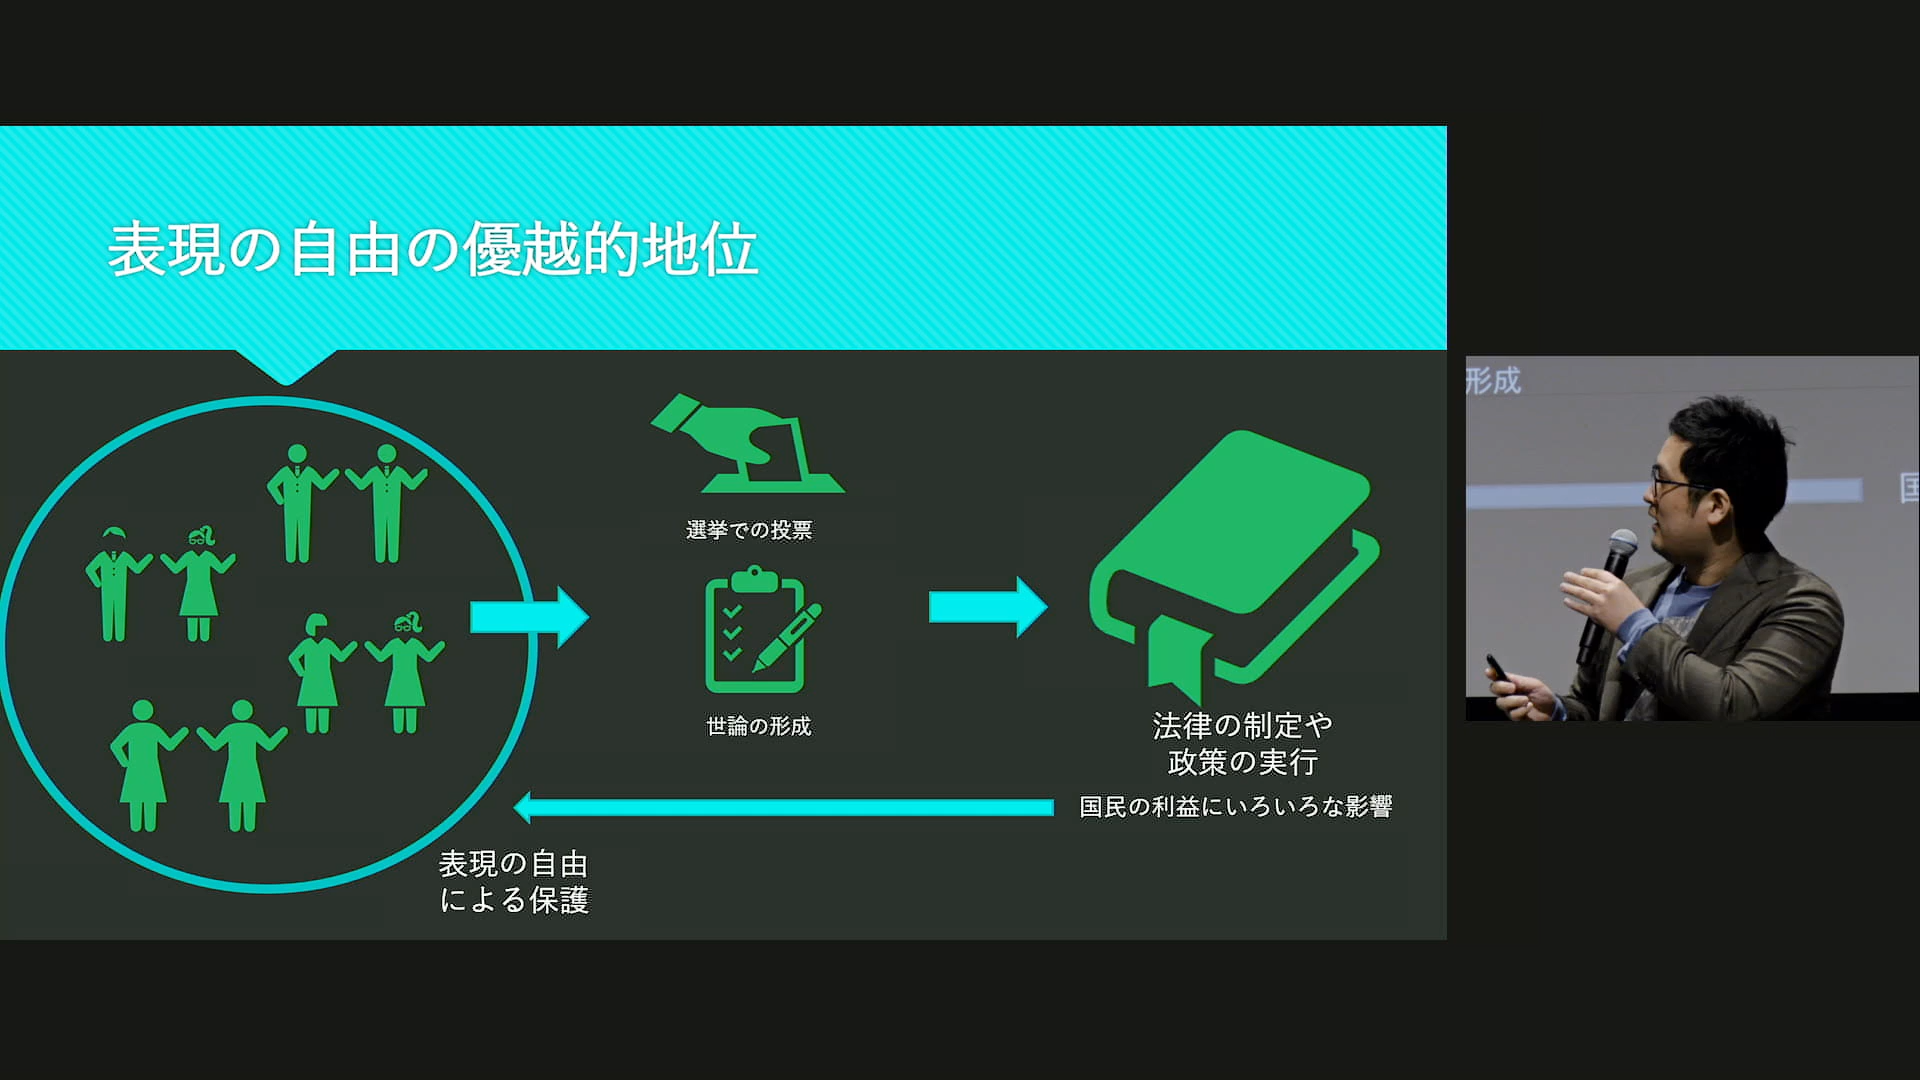 表現の自由の優越的地位
選挙での投票
世論の形成
法律の制定や
政策の実行
国民の利益にいろいろな影響
表現の自由
による保護
形成
国